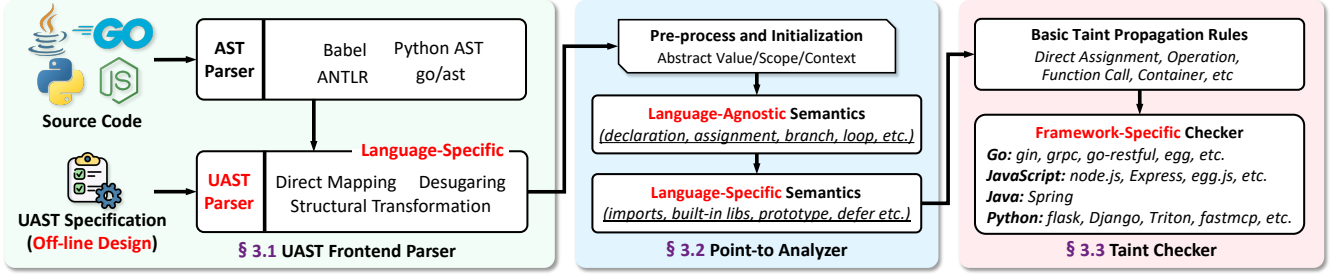 GO
JS
Source Code
AST
Parser
Babel
Python AST
ANTLR
go/ast
UAST Specification
(Off-line Design)
Language-Specific
UAST
Parser
Direct Mapping
Desugaring
Structural Transformation
§ 3.1 UAST Frontend Parser
Pre-process and Initialization
Abstract Value/Scope/Context
Language-Agnostic Semantics
(declaration, assignment, branch, loop, etc.)
Language-Specific Semantics
(imports, built-in libs, prototype, defer etc.)
§ 3.2 Point-to Analyzer
Basic Taint Propagation Rules
Direct Assignment, Operation,
Function Call, Container, etc
Framework-Specific Checker
Go: gin, grpc, go-restful, egg, etc.
JavaScript: node.js, Express, egg.js, etc.
Java: Spring
Python: flask, Django, Triton, fastmcp, etc.
§ 3.3 Taint Checker